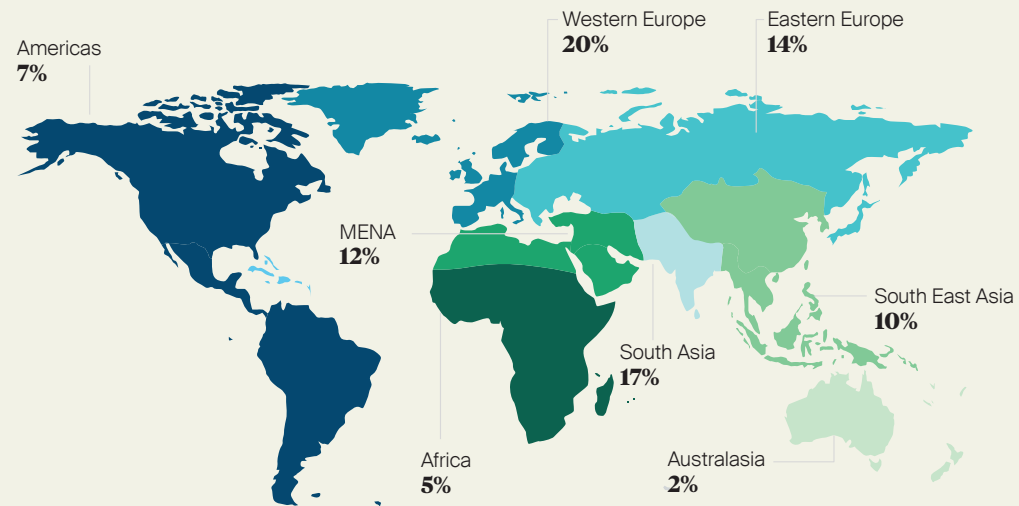 Western Europe
20%
Eastern Europe
14%
Americas
7%
MENA
12%
South East Asia
10%
South Asia
17%
Africa
5%
Australasia
2%